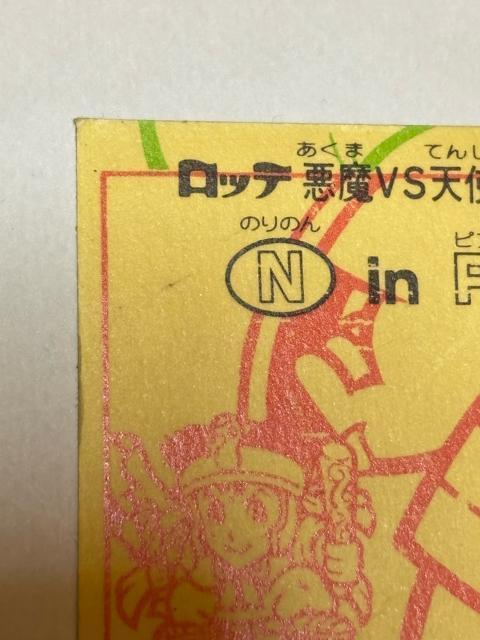 あくま てんし
ロッテ 悪魔VS天使
のりのん ピ
N in